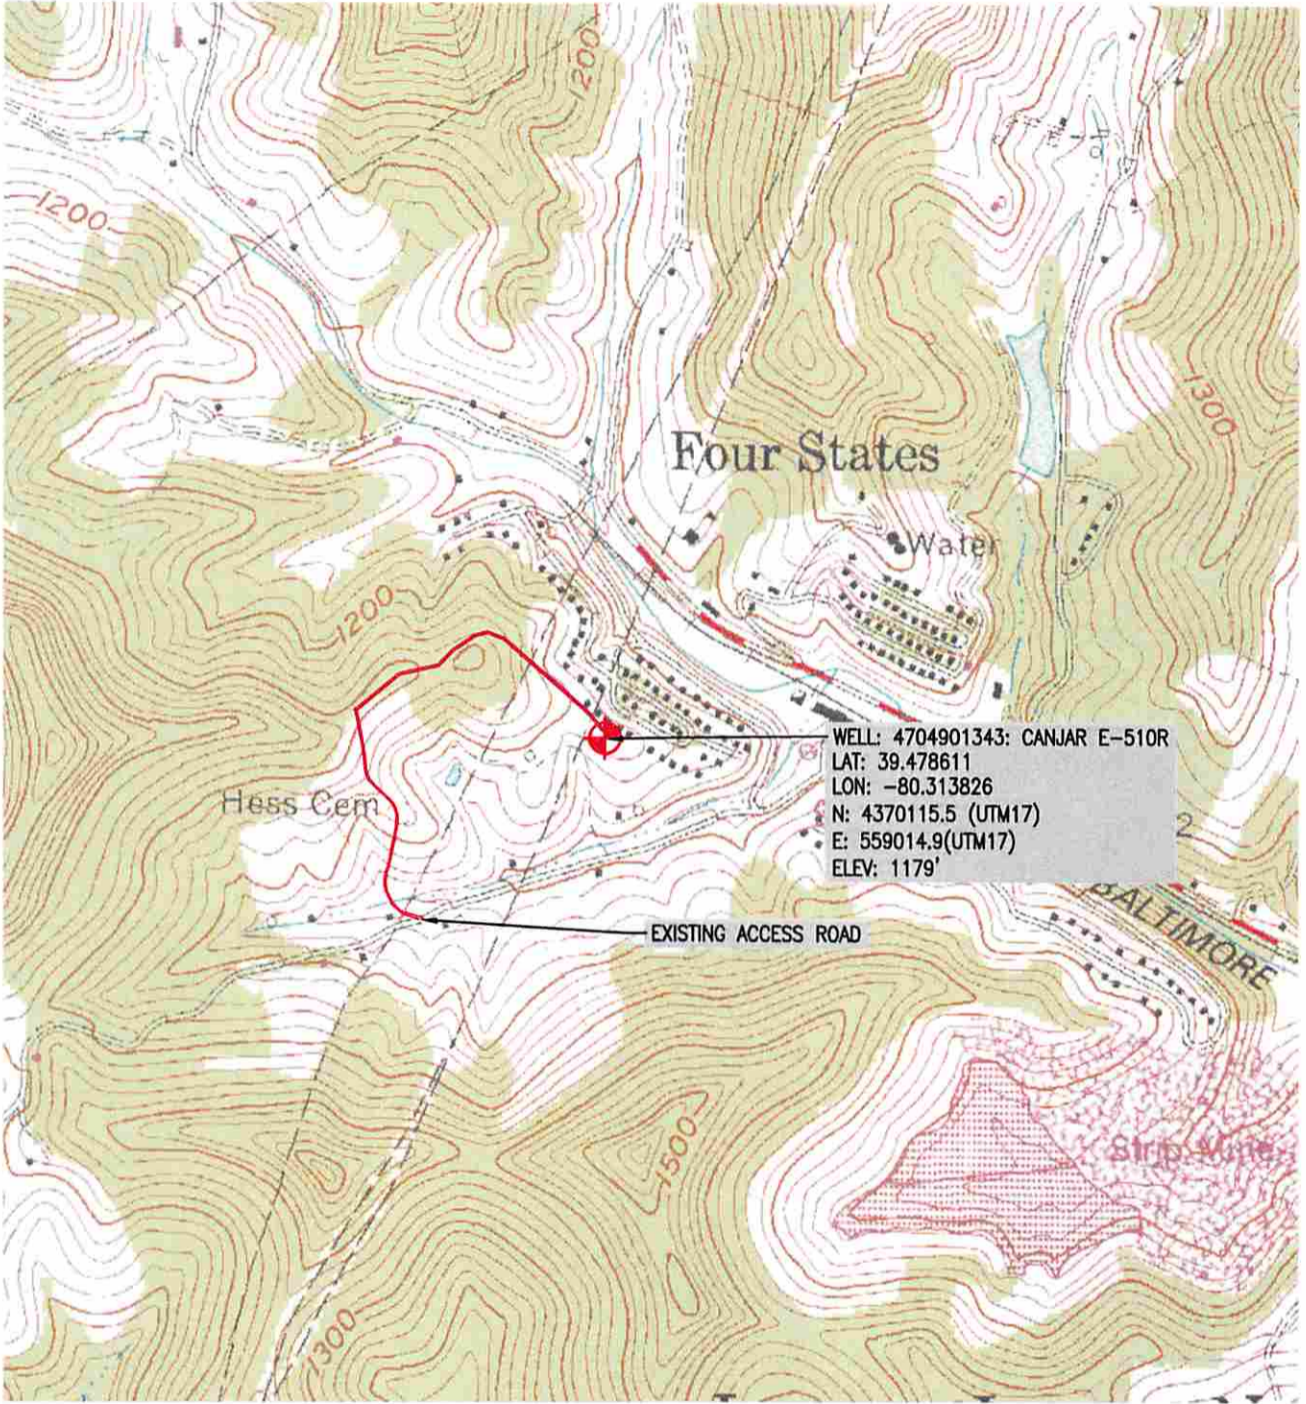 1200
1200
1300
Four States
Water
1200
WELL: 4704901343: CANJAR E-510R
LAT: 39.478611
LON: -80.313826
N: 4370115.5 (UTM17)
E: 559014.9(UTM17)
ELEV: 1179'
Hess Cem
2
BALTIMORE
EXISTING ACCESS ROAD
1500
Strip Mine
1300